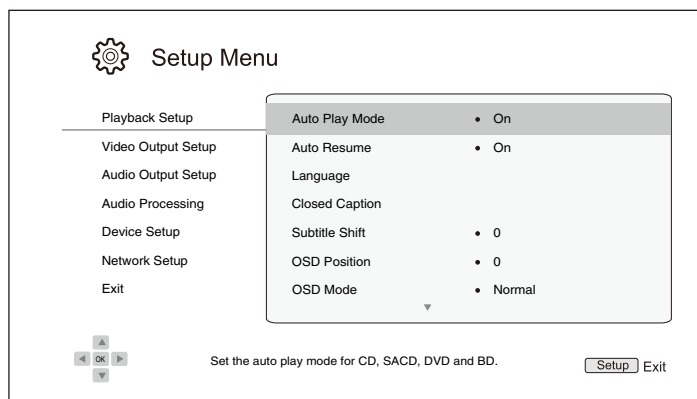 Setup Menu
Playback Setup
Video Output Setup
Audio Output Setup
Audio Processing
Device Setup
Network Setup
Exit
Auto Play Mode • On
Auto Resume • On
Language
Closed Caption
Subtitle Shift • 0
OSD Position • 0
OSD Mode • Normal
OK
Set the auto play mode for CD, SACD, DVD and BD.
Setup Exit